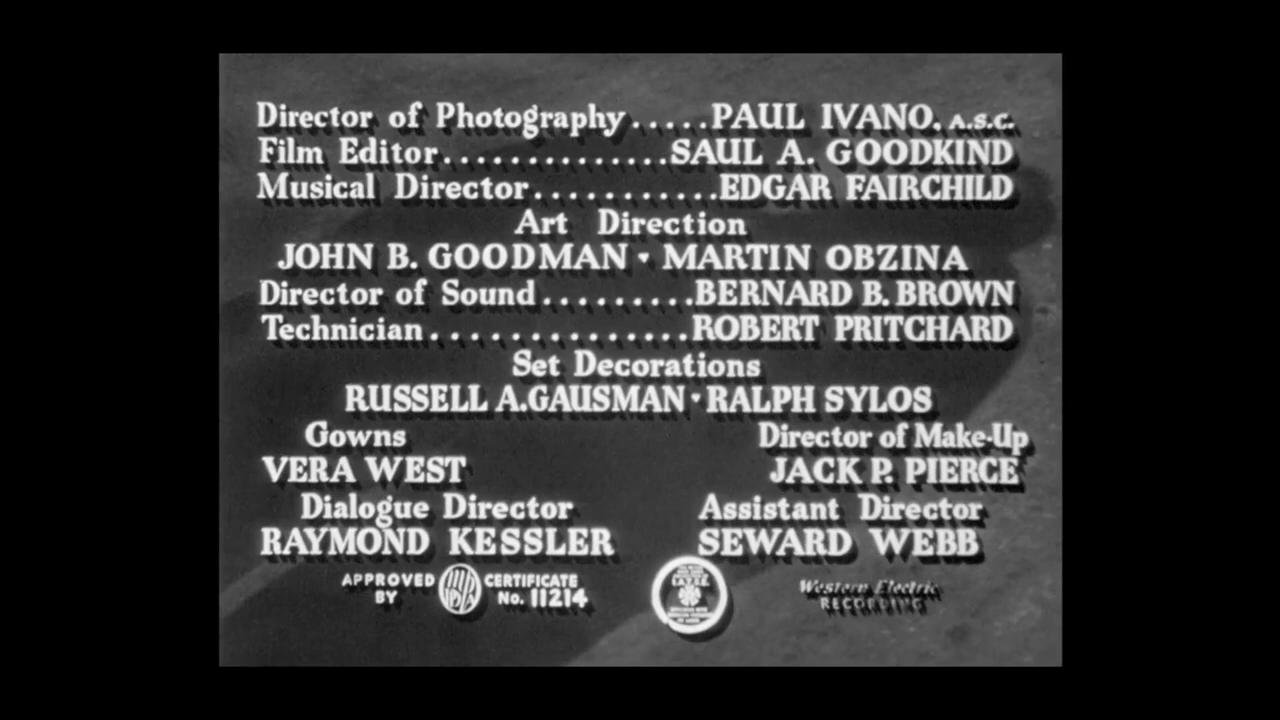 Director of Photography.....PAUL IVANO, A.S.C.
Film Editor..............SAUL A. GOODKIND
Musical Director...........EDGAR FAIRCHILD
Art Direction
JOHN B. GOODMAN • MARTIN OBZINA
Director of Sound.........BERNARD B. BROWN
Technician..............ROBERT PRITCHARD
Set Decorations
RUSSELL A. GAUSMAN • RALPH SYLOS
Gowns Director of Make-Up
VERA WEST JACK P. PIERCE
Dialogue Director Assistant Director
RAYMOND KESSLER SEWARD WEBB
APPROVED BY CERTIFICATE No. 11214
I.A.T.S.E.
Western Electric
RECORDING